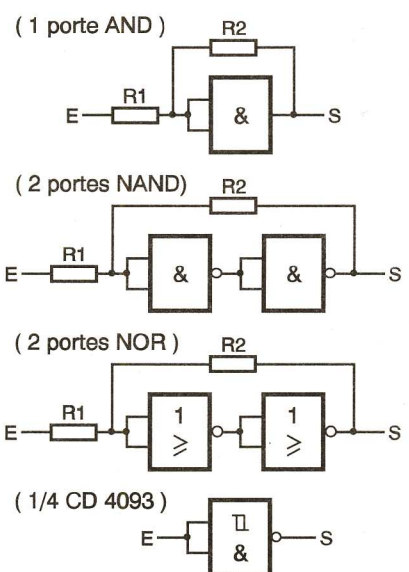 ( 1 porte AND )
R2
R1
E
&
S
( 2 portes NAND)
R2
R1
E
&
&
S
( 2 portes NOR )
R2
R1
E
1
≥
1
≥
S
( 1/4 CD 4093 )
E
&
S